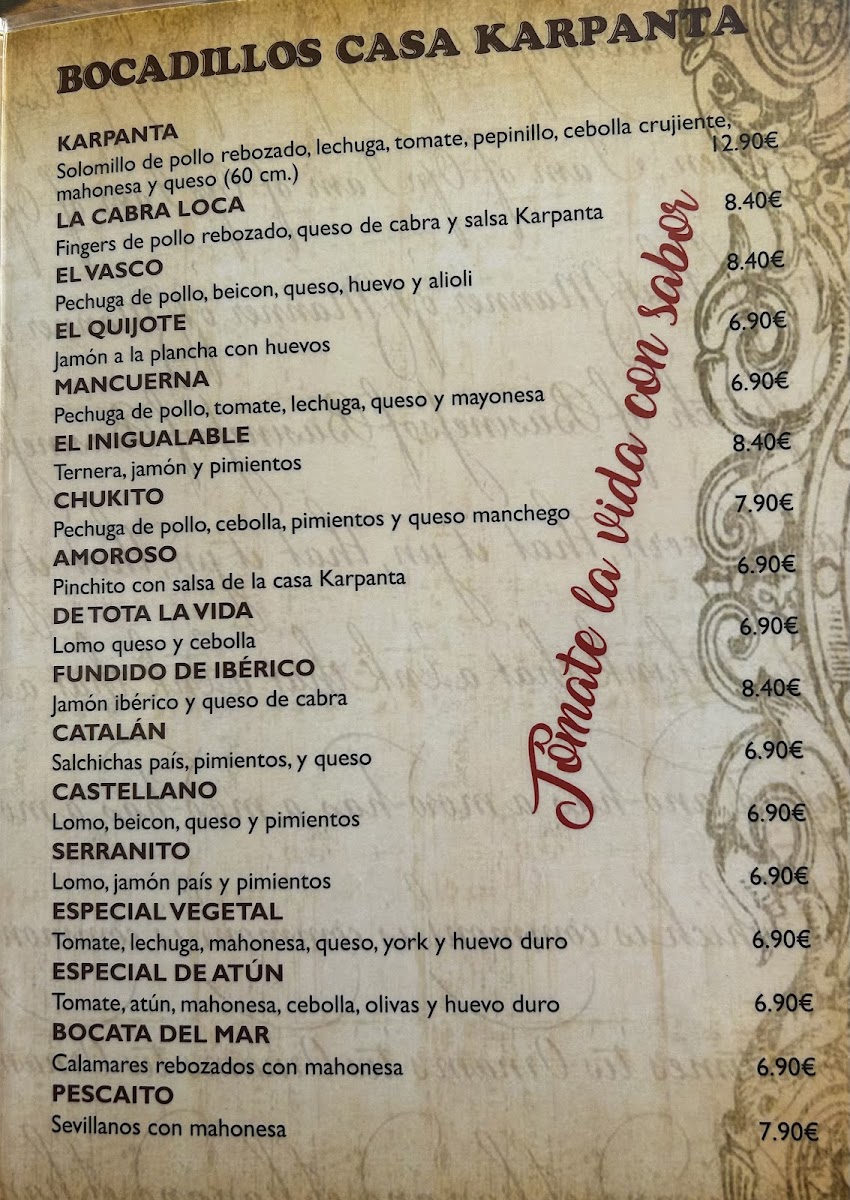 BOCADILLOS CASA KARPANTA
KARPANTA
Solomillo de pollo rebozado, lechuga, tomate, pepinillo, cebolla crujiente,
mahonesa y queso (60 cm.) 12.90€
LA CABRA LOCA
Fingers de pollo rebozado, queso de cabra y salsa Karpanta 8.40€
EL VASCO
Pechuga de pollo, beicon, queso, huevo y alioli 8.40€
EL QUIJOTE
Jamón a la plancha con huevos 6.90€
MANCUERNA
Pechuga de pollo, tomate, lechuga, queso y mayonesa 6.90€
EL INIGUALABLE
Ternera, jamón y pimientos 8.40€
CHUKITO
Pechuga de pollo, cebolla, pimientos y queso manchego 7.90€
AMOROSO
Pinchito con salsa de la casa Karpanta 6.90€
DE TOTA LA VIDA
Lomo queso y cebolla 6.90€
FUNDIDO DE IBÉRICO
Jamón ibérico y queso de cabra 8.40€
CATALÁN
Salchichas país, pimientos, y queso 6.90€
CASTELLANO
Lomo, beicon, queso y pimientos 6.90€
SERRANITO
Lomo, jamón país y pimientos 6.90€
ESPECIAL VEGETAL
Tomate, lechuga, mahonesa, queso, york y huevo duro 6.90€
ESPECIAL DE ATÚN
Tomate, atún, mahonesa, cebolla, olivas y huevo duro 6.90€
BOCATA DEL MAR
Calamares rebozados con mahonesa 6.90€
PESCAITO
Sevillanos con mahonesa 7.90€
Tómate la vida con sabor